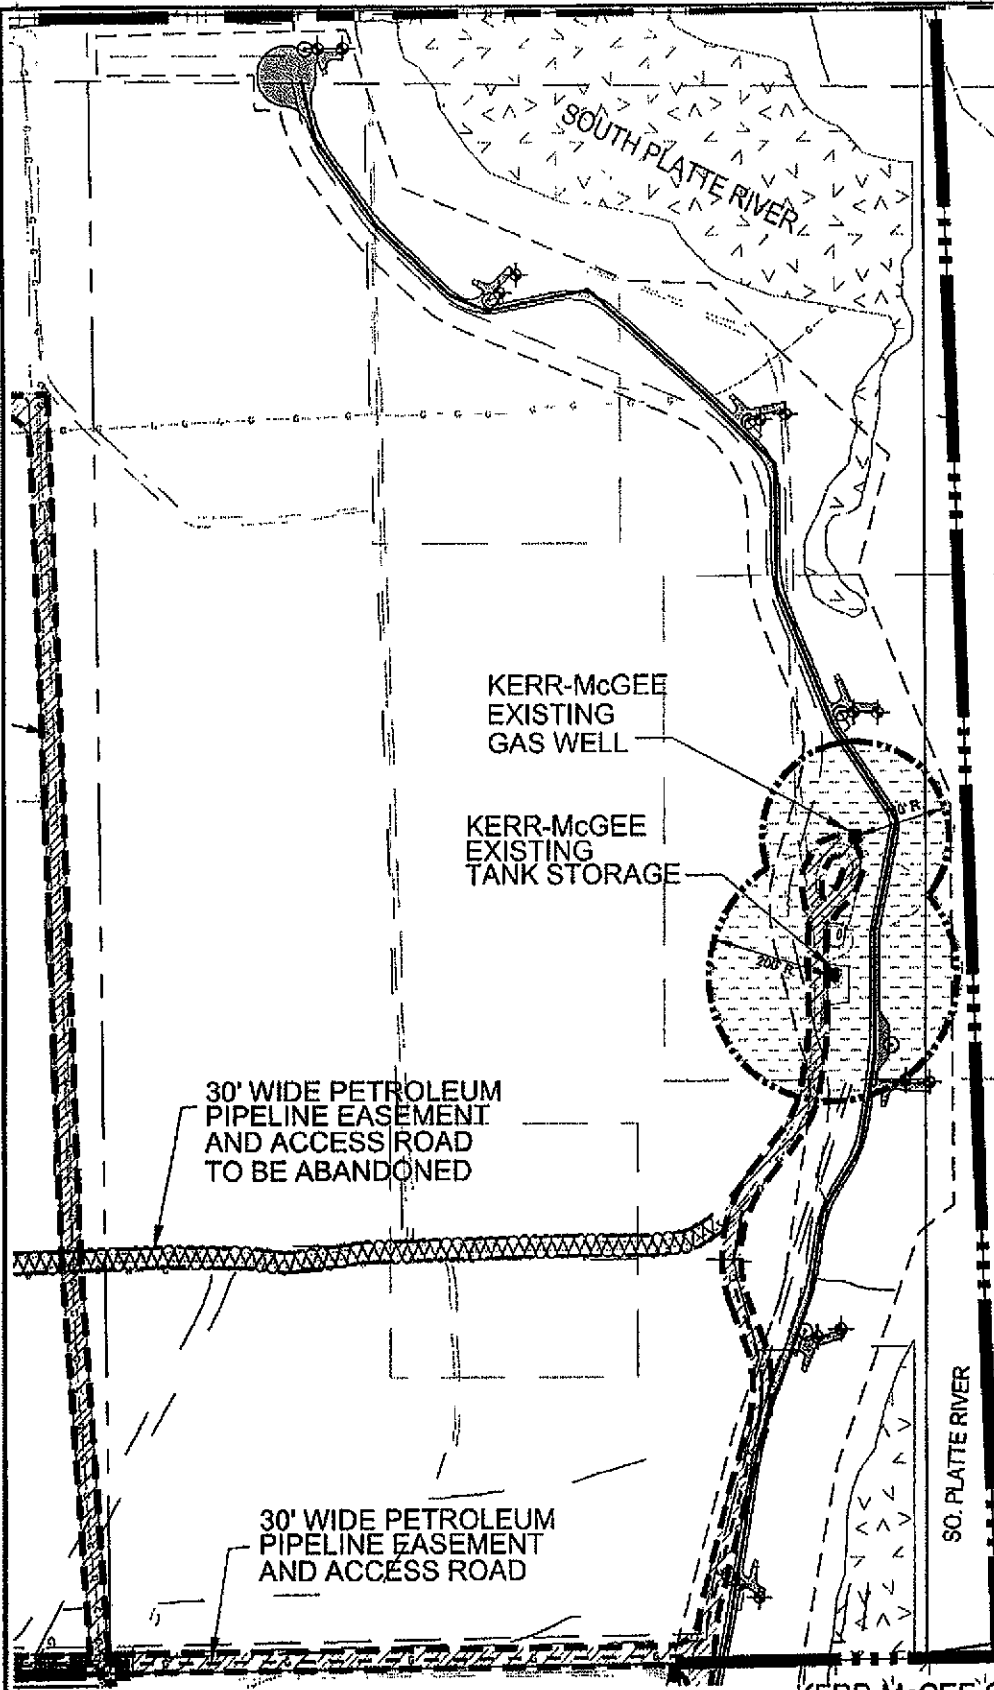 SOUTH PLATTE RIVER
KERR-McGEE
EXISTING
GAS WELL
KERR-McGEE
EXISTING
TANK STORAGE
200' R
30' WIDE PETROLEUM
PIPELINE EASEMENT
AND ACCESS ROAD
TO BE ABANDONED
SO. PLATTE RIVER
30' WIDE PETROLEUM
PIPELINE EASEMENT
AND ACCESS ROAD